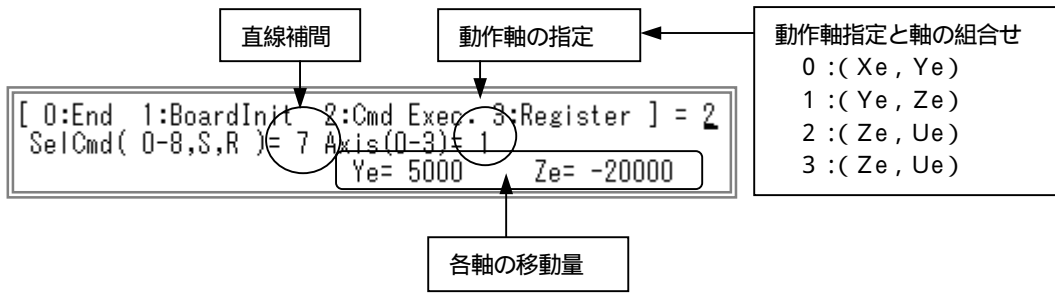 直線補間
動作軸の指定
動作軸指定と軸の組合せ
0 :( Xe , Ye )
1 :( Ye , Ze )
2 :( Ze , Ue )
3 :( Ze , Ue )
[ 0:End 1:BoardInit 2:Cmd Exec. 3:Register ] = 2
SelCmd( 0-8,S,R )= 7 Axis(0-3)= 1
Ye= 5000 Ze= -20000
各軸の移動量